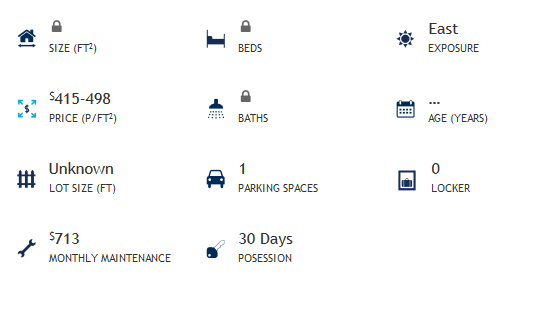 SIZE (FT²)
BEDS
East
EXPOSURE
$415-498
PRICE (P/FT²)
BATHS
...
AGE (YEARS)
Unknown
LOT SIZE (FT)
1
PARKING SPACES
0
LOCKER
$713
MONTHLY MAINTENANCE
30 Days
POSESSION